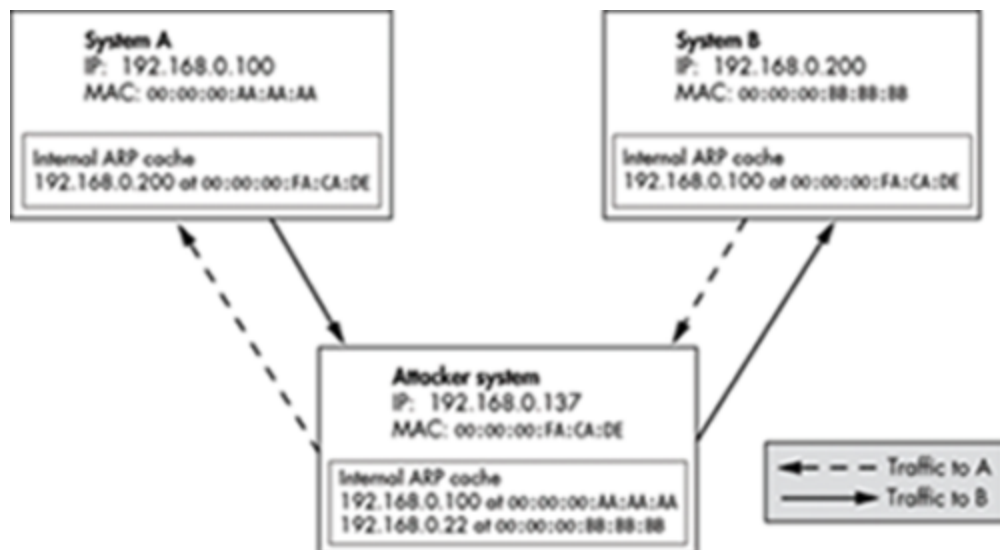 System A
IP: 192.168.0.100
MAC: 00:00:00:AA:AA:AA
Internal ARP cache
192.168.0.200 at 00:00:00:FA:CA:DE
System B
IP: 192.168.0.200
MAC: 00:00:00:BB:BB:BB
Internal ARP cache
192.168.0.100 at 00:00:00:FA:CA:DE
Attacker system
IP: 192.168.0.137
MAC: 00:00:00:FA:CA:DE
Internal ARP cache
192.168.0.100 at 00:00:00:AA:AA:AA
192.168.0.22 at 00:00:00:BB:BB:BB
Traffic to A
Traffic to B